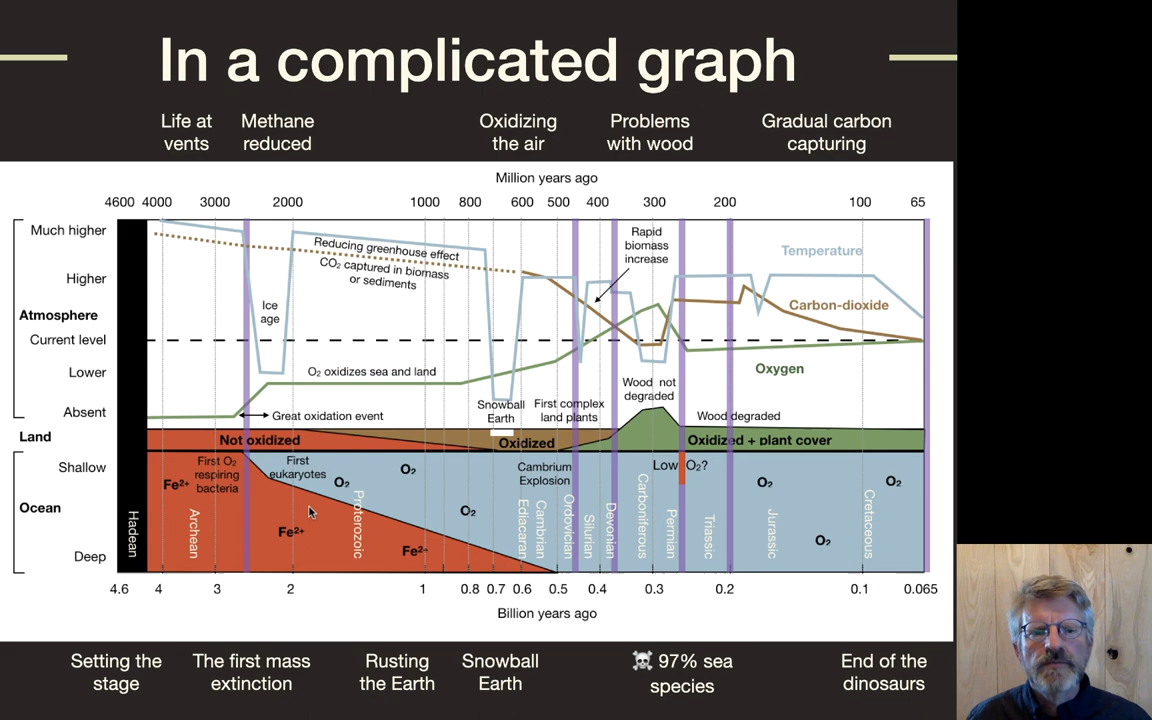 In a complicated graph
Life at
vents
Methane
reduced
Oxidizing
the air
Problems
with wood
Gradual carbon
capturing
Million years ago
4600 4000 3000 2000 1000 800 600 500 400 300 200 100 65
Much higher
Higher
Atmosphere
Current level
Lower
Absent
Land
Shallow
Ocean
Deep
Reducing greenhouse effect
CO₂ captured in biomass
or sediments
Rapid
biomass
increase
Temperature
Carbon-dioxide
Oxygen
Ice
age
O₂ oxidizes sea and land
Great oxidation event
Snowball
Earth
First complex
land plants
Wood not
degraded
Wood degraded
Not oxidized
Oxidized
Oxidized + plant cover
Fe²⁺
First O₂
respiring
bacteria
First
eukaryotes
O₂
O₂
O₂
Fe²⁺
Fe²⁺
Cambrium
Explosion
Low O₂?
O₂
O₂
O₂
Hadean
Archean
Proterozoic
Ediacaran
Cambrian
Ordovician
Silurian
Devonian
Carboniferous
Permian
Triassic
Jurassic
Cretaceous
4.6 4 3 2 1 0.8 0.7 0.6 0.5 0.4 0.3 0.2 0.1 0.065
Billion years ago
Setting the
stage
The first mass
extinction
Rusting
the Earth
Snowball
Earth
☠️ 97% sea
species
End of the
dinosaurs